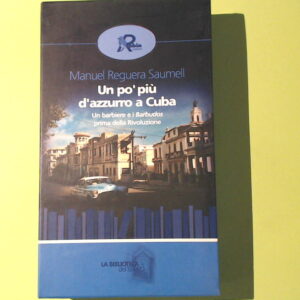 Manuel Reguera Saumell
Un po' più
d'azzurro a Cuba
Un barbiere e i Barbudos
prima della Rivoluzione
LA BIBLIOTECA